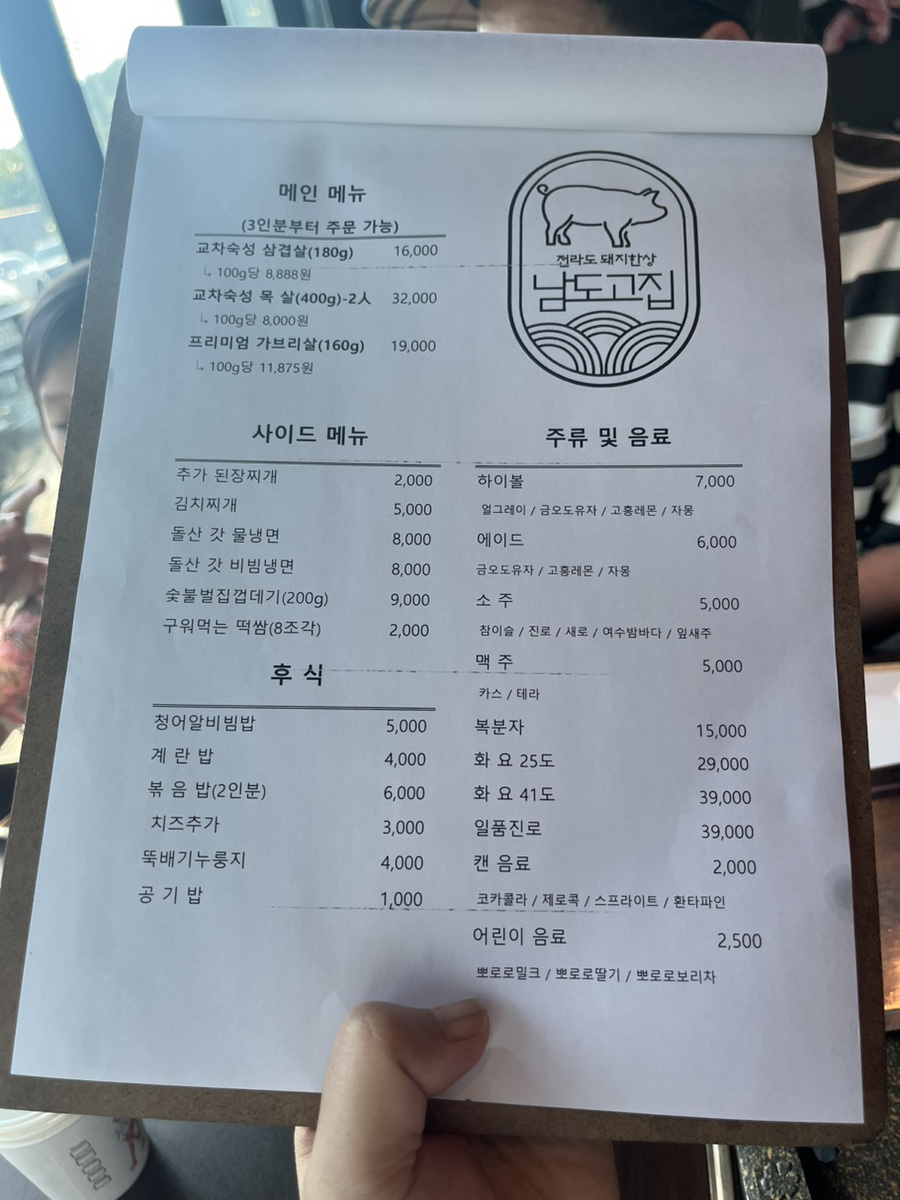 메인 메뉴
(3인분부터 주문 가능)
교차숙성 삼겹살(180g) 16,000
↳ 100g당 8,888원
교차숙성 목 살(400g)-2人 32,000
↳ 100g당 8,000원
프리미엄 가브리살(160g) 19,000
↳ 100g당 11,875원
전라도 돼지한상
남도고집
사이드 메뉴
추가 된장찌개 2,000
김치찌개 5,000
돌산 갓 물냉면 8,000
돌산 갓 비빔냉면 8,000
숯불벌집껍데기(200g) 9,000
구워먹는 떡쌈(8조각) 2,000
후 식
청어알비빔밥 5,000
계 란 밥 4,000
볶 음 밥(2인분) 6,000
치즈추가 3,000
뚝배기누룽지 4,000
공 기 밥 1,000
주류 및 음료
하이볼 7,000
얼그레이 / 금오도유자 / 고흥레몬 / 자몽
에이드 6,000
금오도유자 / 고흥레몬 / 자몽
소 주 5,000
참이슬 / 진로 / 새로 / 여수밤바다 / 잎새주
맥 주 5,000
카스 / 테라
복분자 15,000
화 요 25도 29,000
화 요 41도 39,000
일품진로 39,000
캔 음료 2,000
코카콜라 / 제로콕 / 스프라이트 / 환타파인
어린이 음료 2,500
뽀로로밀크 / 뽀로로딸기 / 뽀로로보리차